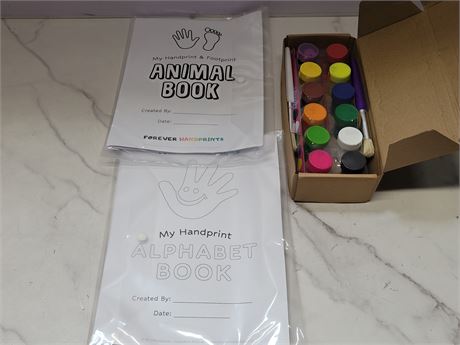 My Handprint & Footprint
ANIMAL
BOOK
Created By:
Date:
FOREVER HANDPRINTS
My Handprint
ALPHABET
BOOK
Created By:
Date: